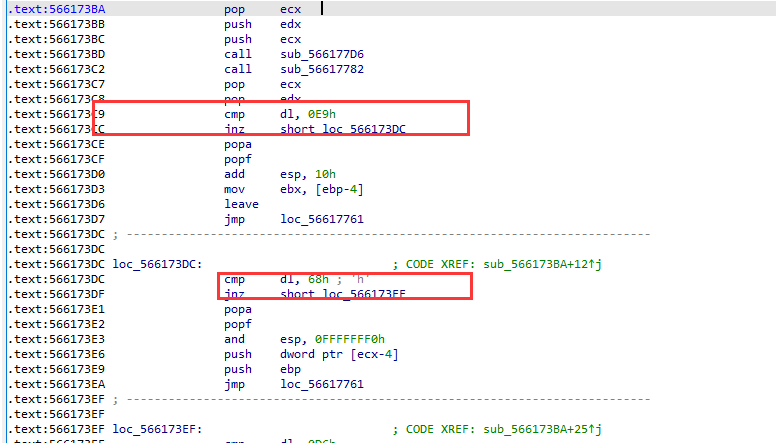 .text:566173BA pop ecx
.text:566173BB push edx
.text:566173BC push ecx
.text:566173BD call sub_566177D6
.text:566173C2 call sub_56617782
.text:566173C7 pop ecx
.text:566173C8 pop edx
.text:566173C9 cmp dl, 0E9h
.text:566173CC jnz short loc_566173DC
.text:566173CE popa
.text:566173CF popf
.text:566173D0 add esp, 10h
.text:566173D3 mov ebx, [ebp-4]
.text:566173D6 leave
.text:566173D7 jmp loc_56617761
.text:566173DC ; ---------------------------------------------------------------------------
.text:566173DC
.text:566173DC loc_566173DC: ; CODE XREF: sub_566173BA+12↑j
.text:566173DC cmp dl, 68h ; 'h'
.text:566173DF jnz short loc_566173EF
.text:566173E1 popa
.text:566173E2 popf
.text:566173E3 and esp, 0FFFFFFF0h
.text:566173E6 push dword ptr [ecx-4]
.text:566173E9 push ebp
.text:566173EA jmp loc_56617761
.text:566173EF ; ---------------------------------------------------------------------------
.text:566173EF
.text:566173EF loc_566173EF: ; CODE XREF: sub_566173BA+25↑j
.text:566173EF cmp dl, 0D6h